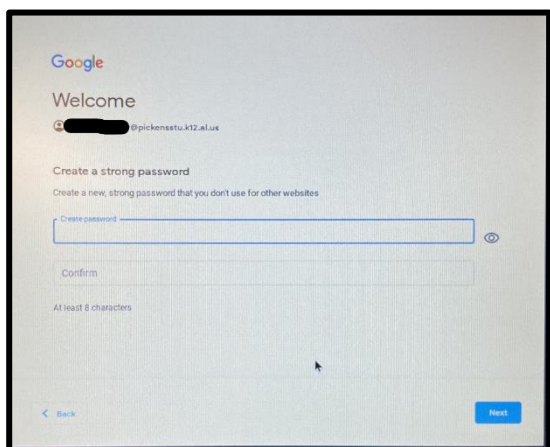 Google
Welcome
@pickensstu.k12.al.us
Create a strong password
Create a new, strong password that you don't use for other websites
Create password
Confirm
At least 8 characters
Back
Next